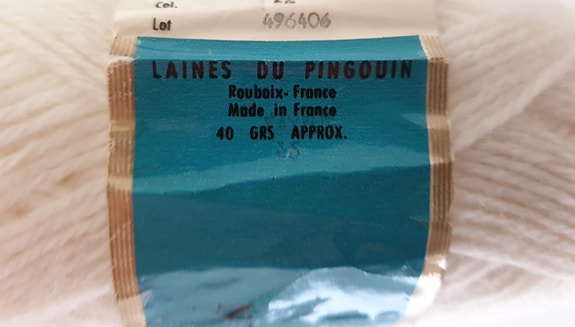 Col.
Lot 496406
LAINES DU PINGOUIN
Roubaix-France
Made in France
40 GRS APPROX.